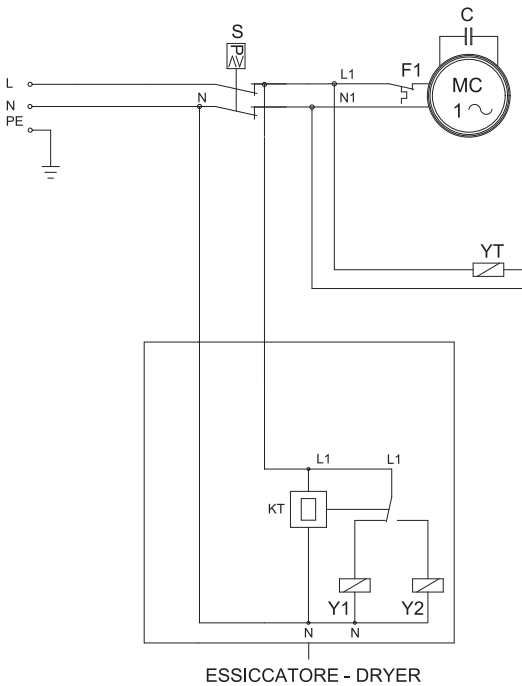 S
P
C
L
N
PE
N
L1
N1
F1
MC
1
YT
L1
L1
KT
Y1
Y2
N
N
ESSICCATORE - DRYER